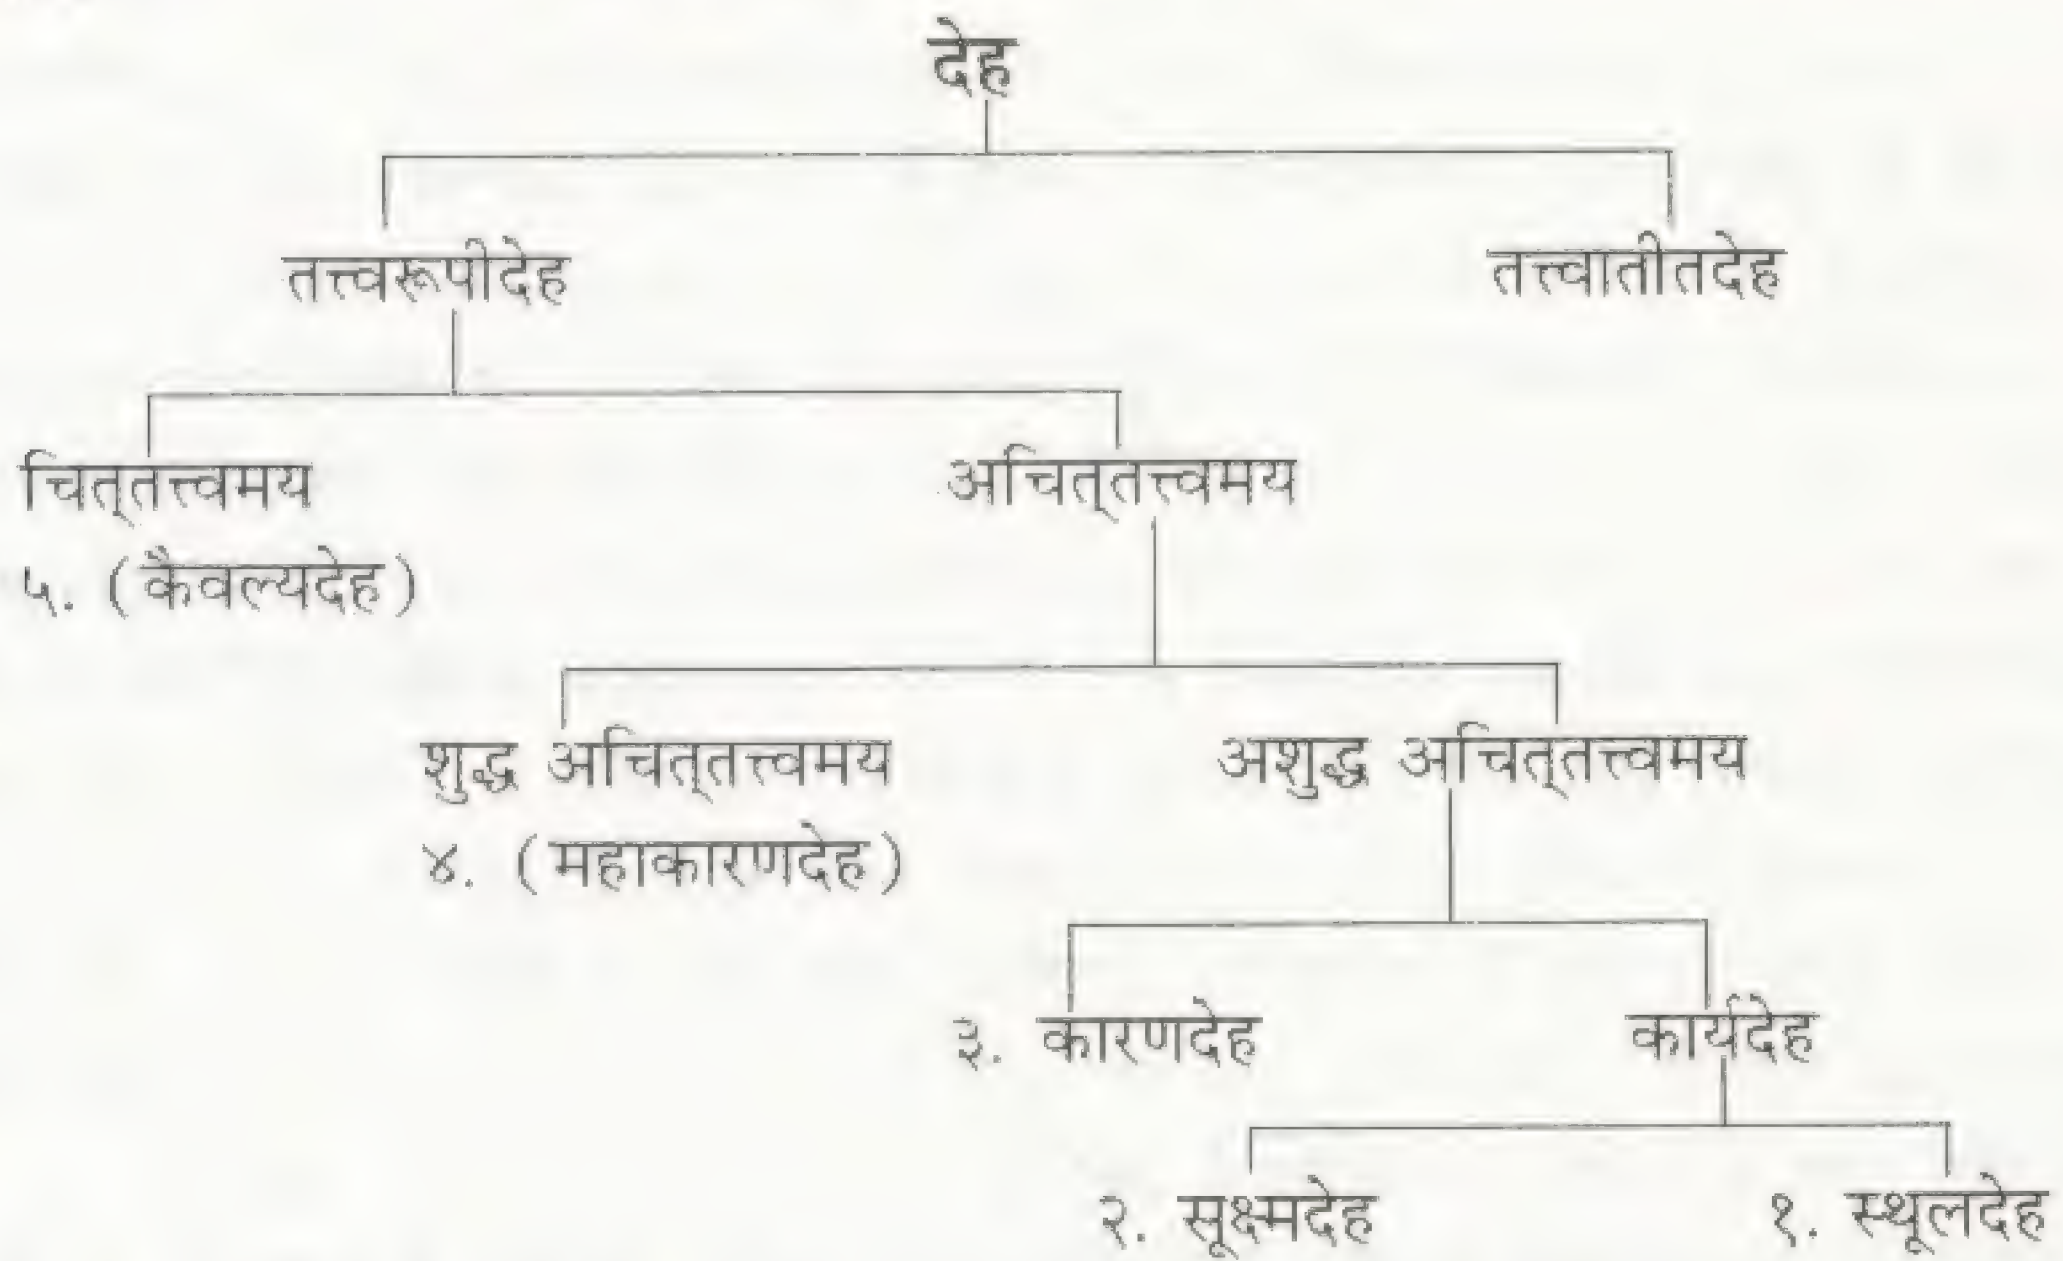 देह
तत्त्वरूपीदेह तत्त्वातीतदेह
चित्‌तत्त्वमय अचित्‌तत्त्वमय
५. (कैवल्यदेह)
शुद्ध अचित्‌तत्त्वमय अशुद्ध अचित्‌तत्त्वमय
४. (महाकारणदेह)
३. कारणदेह कार्यदेह
२. सूक्ष्मदेह १. स्थूलदेह